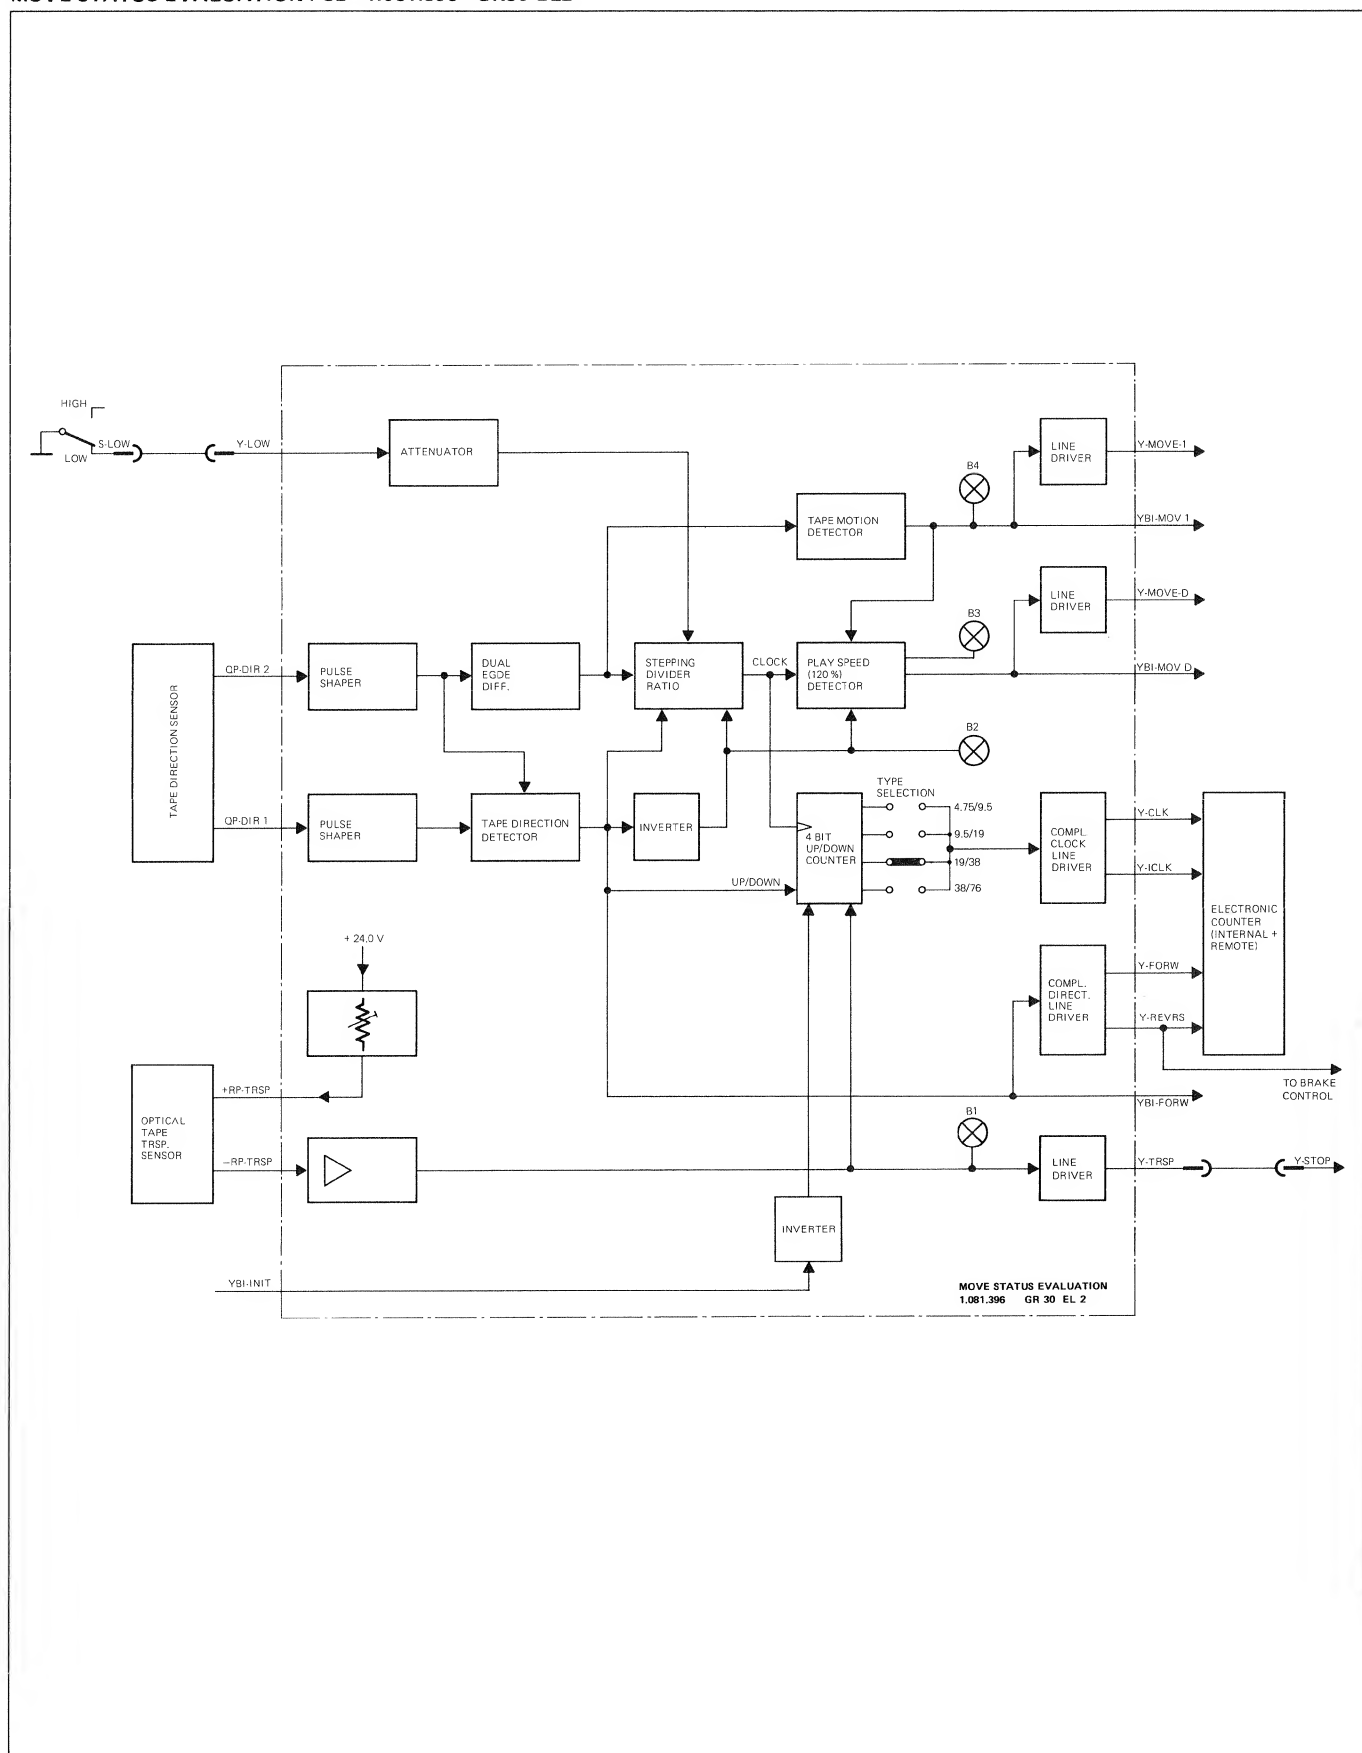 HIGH
S-LOW
LOW
Y-LOW
ATTENUATOR
LINE
DRIVER
Y-MOVE-1
B4
TAPE MOTION
DETECTOR
YBI-MOV 1
LINE
DRIVER
Y-MOVE-D
B3
TAPE DIRECTION SENSOR
QP-DIR 2
PULSE
SHAPER
DUAL
EGDE
DIFF.
STEPPING
DIVIDER
RATIO
CLOCK
PLAY SPEED
(120 %)
DETECTOR
YBI-MOV D
B2
QP-DIR 1
PULSE
SHAPER
TAPE DIRECTION
DETECTOR
INVERTER
TYPE
SELECTION
4 BIT
UP/DOWN
COUNTER
4.75/9.5
9.5/19
19/38
38/76
UP/DOWN
COMPL.
CLOCK
LINE
DRIVER
Y-CLK
Y-ICLK
ELECTRONIC
COUNTER
(INTERNAL +
REMOTE)
+ 24.0 V
COMPL.
DIRECT.
LINE
DRIVER
Y-FORW
Y-REVRS
TO BRAKE
CONTROL
YBI-FORW
OPTICAL
TAPE
TRSP.
SENSOR
+RP-TRSP
–RP-TRSP
B1
LINE
DRIVER
Y-TRSP
Y-STOP
INVERTER
YBI-INIT
MOVE STATUS EVALUATION
1.081.396 GR 30 EL 2